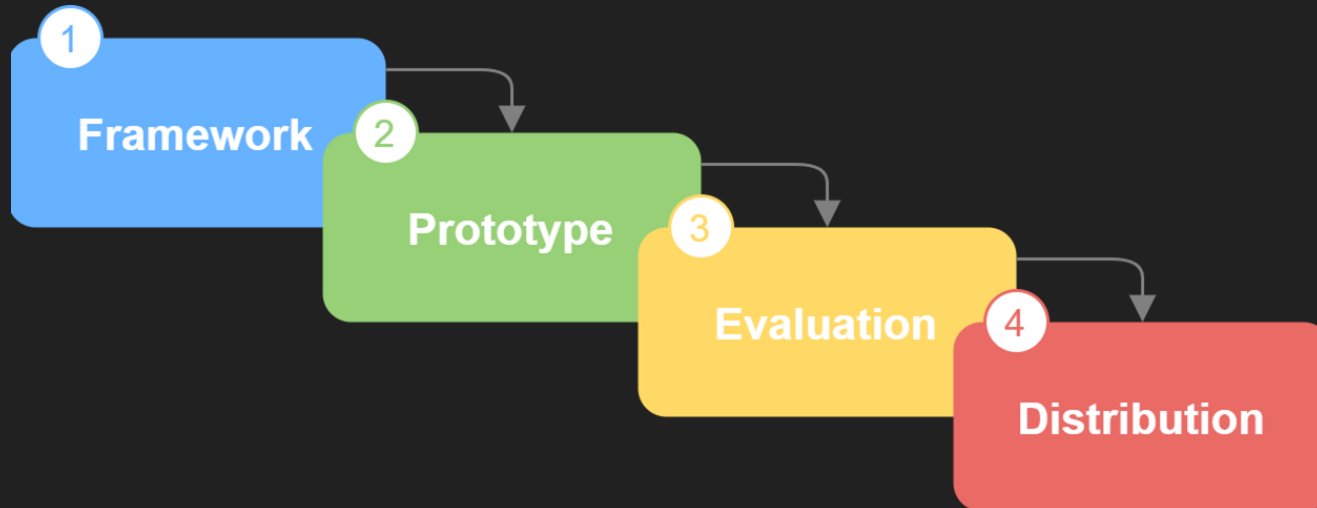 1
Framework
2
Prototype
3
Evaluation
4
Distribution